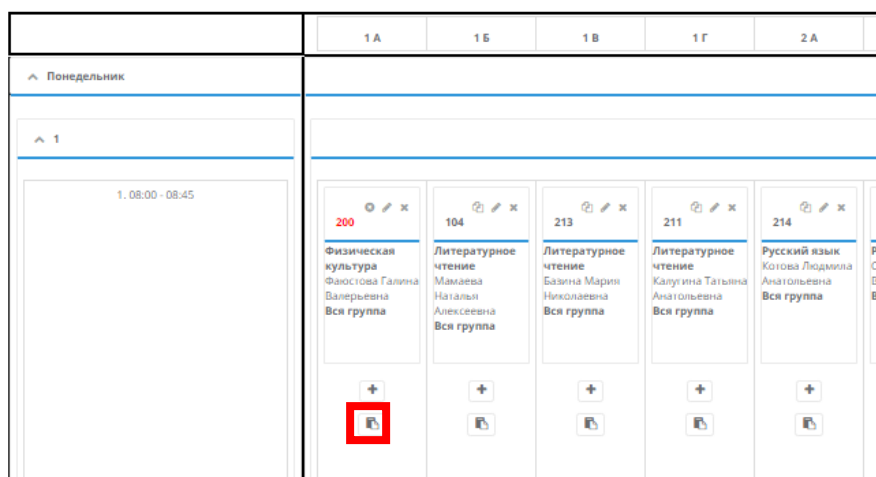 1 А 1 Б 1 В 1 Г 2 А
Понедельник
1
1. 08:00 - 08:45
200
Физическая
культура
Фаюстова Галина
Валерьевна
Вся группа
104
Литературное
чтение
Мамаева
Наталья
Алексеевна
Вся группа
213
Литературное
чтение
Базина Мария
Николаевна
Вся группа
211
Литературное
чтение
Калугина Татьяна
Анатольевна
Вся группа
214
Русский язык
Котова Людмила
Анатольевна
Вся группа